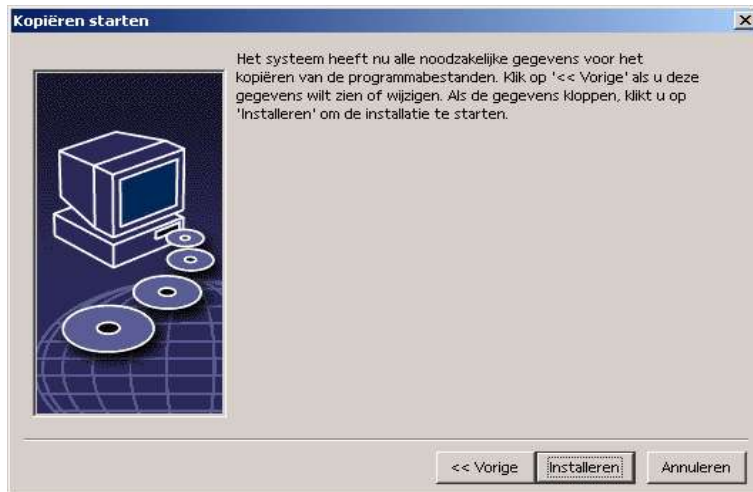 Kopiëren starten
Het systeem heeft nu alle noodzakelijke gegevens voor het
kopiëren van de programmabestanden. Klik op '<< Vorige' als u deze
gegevens wilt zien of wijzigen. Als de gegevens kloppen, klikt u op
'Installeren' om de installatie te starten.
<< Vorige Installeren Annuleren